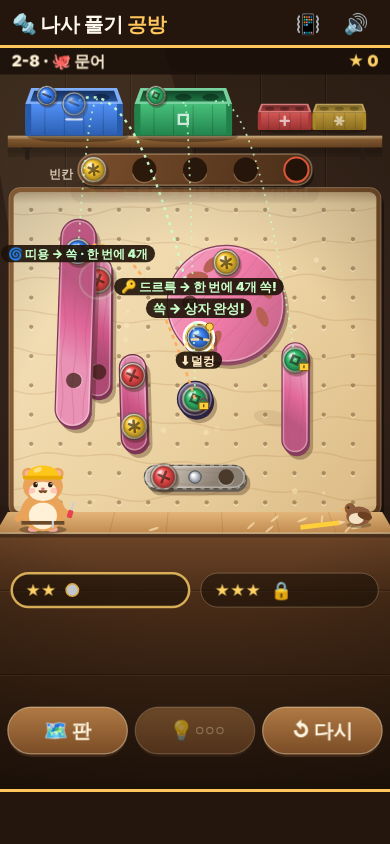 나사 풀기 공방
2-8 · 문어
★ 0
빈칸
띠용 → 쏙 · 한 번에 4개
드르륵 → 한 번에 4개 쏙!
쏙 → 상자 완성!
⬇덜컹
★★
★★★
판
○○○
다시